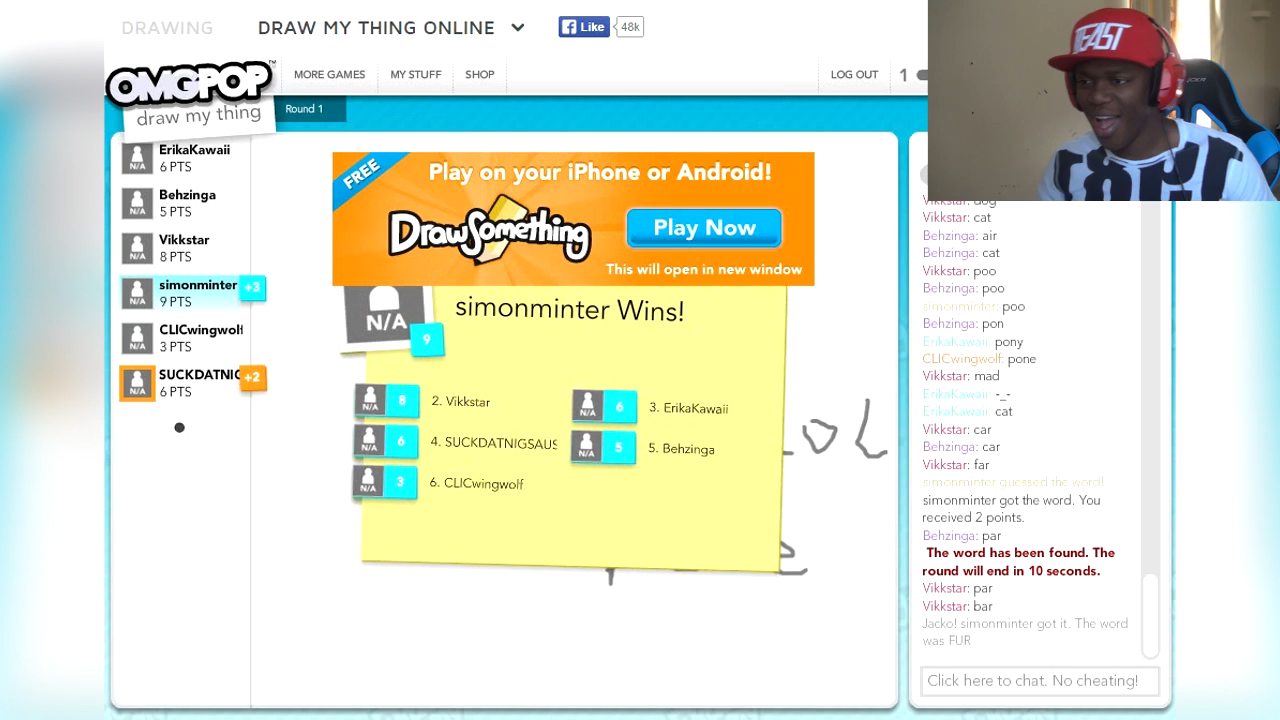 DRAWING
DRAW MY THING ONLINE
Like
48k
OMGPOP
™
draw my thing
MORE GAMES
MY STUFF
SHOP
LOG OUT
1
Round 1
ErikaKawaii
6 PTS
Behzinga
5 PTS
Vikkstar
8 PTS
simonminter
+3
9 PTS
CLICwingwolf
3 PTS
SUCKDATNIG
+2
6 PTS
N/A
N/A
N/A
N/A
N/A
N/A
FREE
Play on your iPhone or Android!
DrawSomething
Play Now
This will open in new window
N/A
9
simonminter Wins!
N/A 8 2. Vikkstar
N/A 6 3. ErikaKawaii
N/A 6 4. SUCKDATNIGSAUS
N/A 5 5. Behzinga
N/A 3 6. CLICwingwolf
BEAST
Vikkstar: dog
Vikkstar: cat
Behzinga: air
Behzinga: cat
Vikkstar: poo
Behzinga: poo
simonminter: poo
Behzinga: pon
ErikaKawaii: pony
CLICwingwolf: pone
Vikkstar: mad
ErikaKawaii: -_-
ErikaKawaii: cat
Vikkstar: car
Behzinga: car
Vikkstar: far
simonminter guessed the word!
simonminter got the word. You
received 2 points.
Behzinga: par
The word has been found. The
round will end in 10 seconds.
Vikkstar: par
Vikkstar: bar
Jacko! simonminter got it. The word
was FUR
Click here to chat. No cheating!